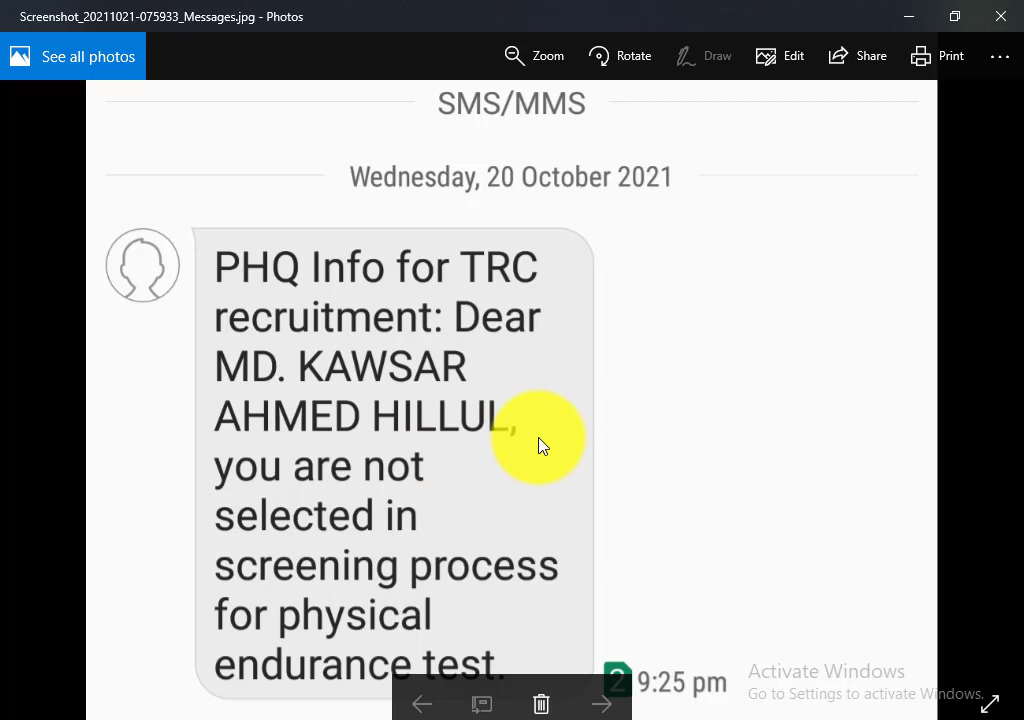 Screenshot_20211021-075933_Messages.jpg - Photos
See all photos
Zoom
Rotate
Draw
Edit
Share
Print
SMS/MMS
Wednesday, 20 October 2021
PHQ Info for TRC
recruitment: Dear
MD. KAWSAR
AHMED HILLUL,
you are not
selected in
screening process
for physical
endurance test.
2 9:25 pm
Activate Windows
Go to Settings to activate Windows.